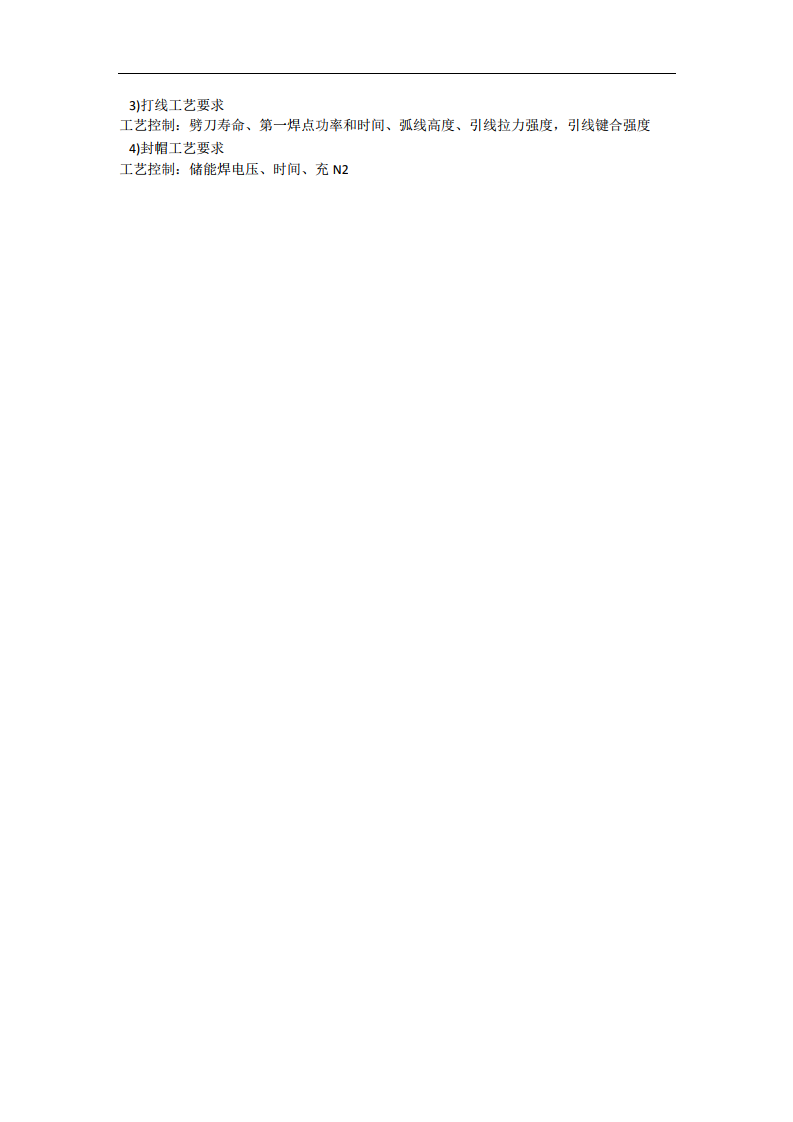 3)打线工艺要求
工艺控制：劈刀寿命、第一焊点功率和时间、弧线高度、引线拉力强度，引线键合强度
4)封帽工艺要求
工艺控制：储能焊电压、时间、充 N2